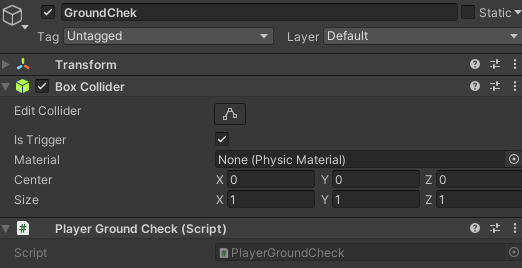 GroundChek Static
Tag Untagged Layer Default
Transform
Box Collider
Edit Collider
Is Trigger
Material None (Physic Material)
Center X 0 Y 0 Z 0
Size X 1 Y 1 Z 1
# Player Ground Check (Script)
Script # PlayerGroundCheck